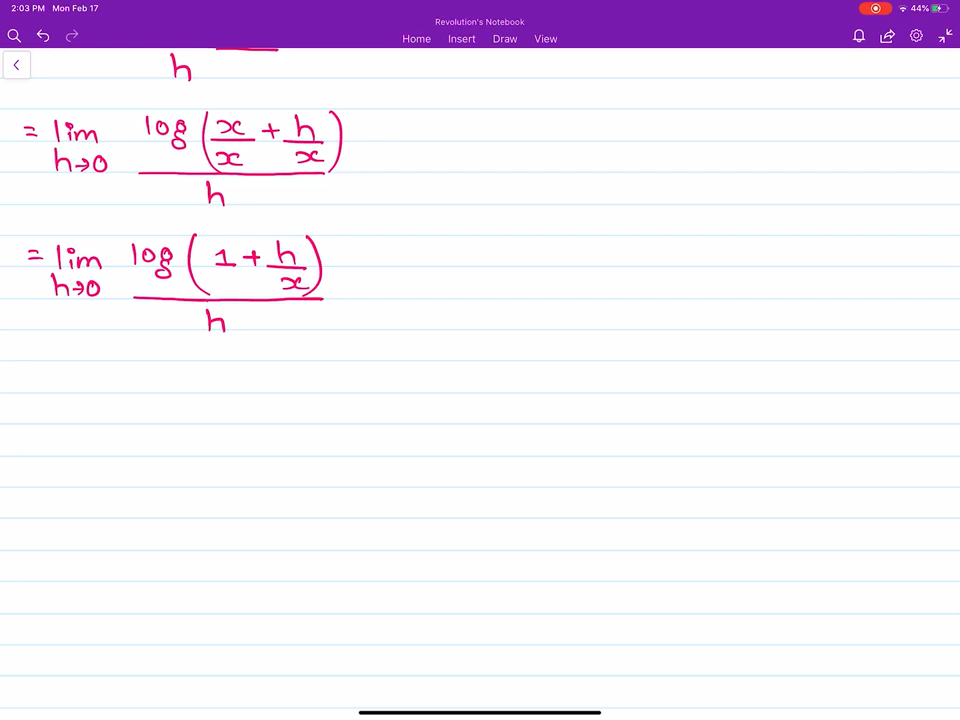 2:03 PM Mon Feb 17 44%
Revolution's Notebook
Home Insert Draw View
h
= lim h→0 log(x/x + h/x) / h
= lim h→0 log(1 + h/x) / h